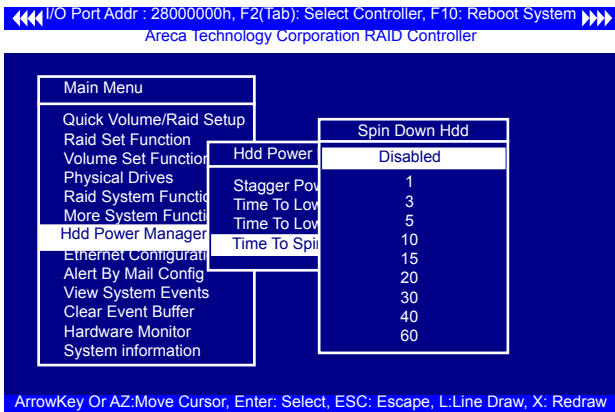 I/O Port Addr : 28000000h, F2(Tab): Select Controller, F10: Reboot System
Areca Technology Corporation RAID Controller
Main Menu
Quick Volume/Raid Setup
Raid Set Function
Volume Set Function
Physical Drives
Raid System Functio
More System Functi
Hdd Power Manager
Ethernet Configurati
Alert By Mail Config
View System Events
Clear Event Buffer
Hardware Monitor
System information
Hdd Power
Stagger Pow
Time To Low
Time To Low
Time To Spi
Spin Down Hdd
Disabled
1
3
5
10
15
20
30
40
60
ArrowKey Or AZ:Move Cursor, Enter: Select, ESC: Escape, L:Line Draw, X: Redraw